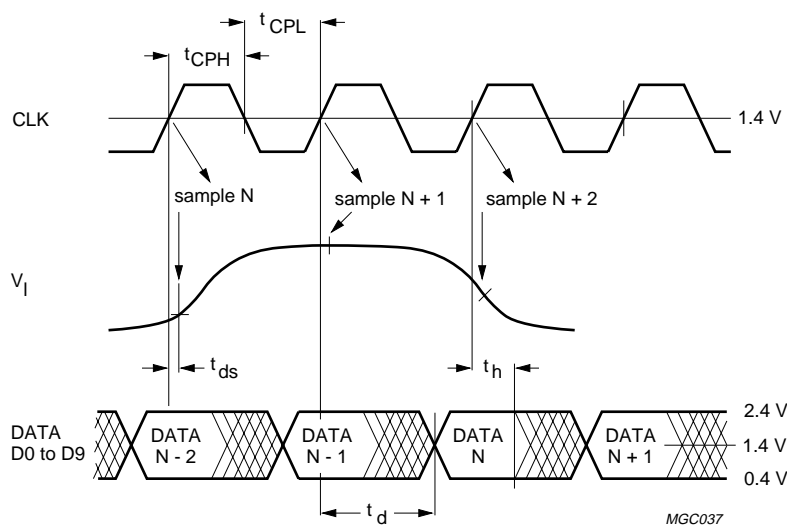 t CPL
t CPH
CLK
1.4 V
sample N
sample N + 1
sample N + 2
V I
t ds
t h
2.4 V
DATA
D0 to D9
DATA
N - 2
DATA
N - 1
DATA
N
DATA
N + 1
1.4 V
0.4 V
t d
MGC037